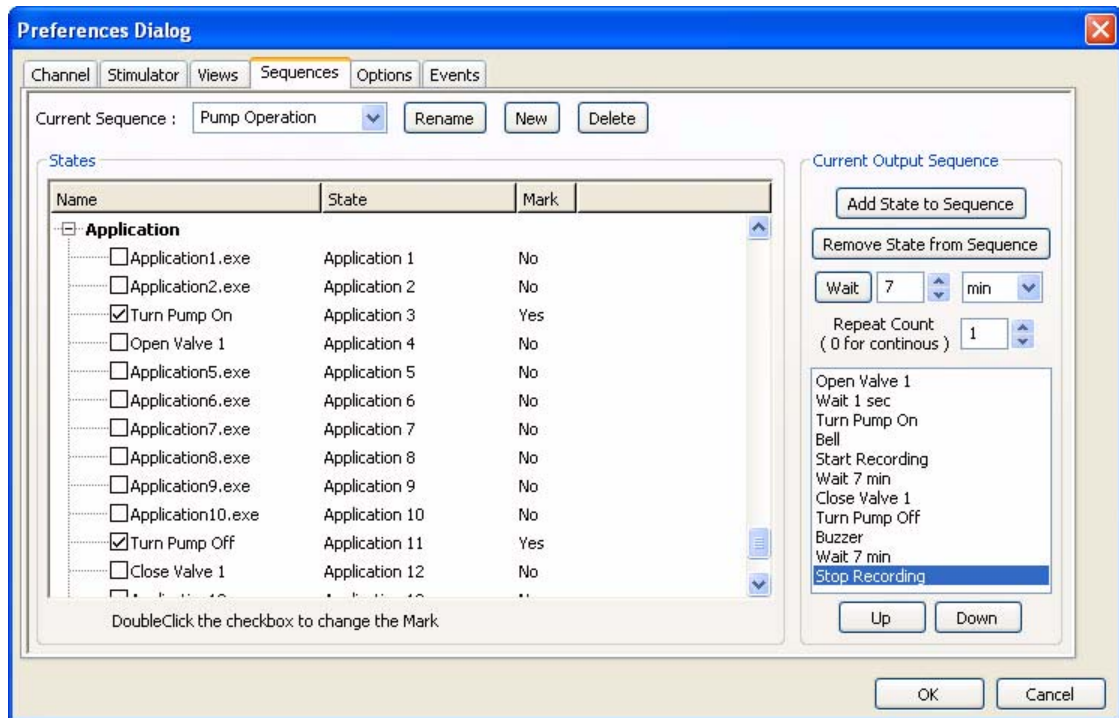 Preferences Dialog
Channel Stimulator Views Sequences Options Events
Current Sequence : Pump Operation Rename New Delete
States
Name State Mark
Application
Application1.exe Application 1 No
Application2.exe Application 2 No
Turn Pump On Application 3 Yes
Open Valve 1 Application 4 No
Application5.exe Application 5 No
Application6.exe Application 6 No
Application7.exe Application 7 No
Application8.exe Application 8 No
Application9.exe Application 9 No
Application10.exe Application 10 No
Turn Pump Off Application 11 Yes
Close Valve 1 Application 12 No
DoubleClick the checkbox to change the Mark
Current Output Sequence
Add State to Sequence
Remove State from Sequence
Wait 7 min
Repeat Count
( 0 for continous ) 1
Open Valve 1
Wait 1 sec
Turn Pump On
Bell
Start Recording
Wait 7 min
Close Valve 1
Turn Pump Off
Buzzer
Wait 7 min
Stop Recording
Up Down
OK Cancel